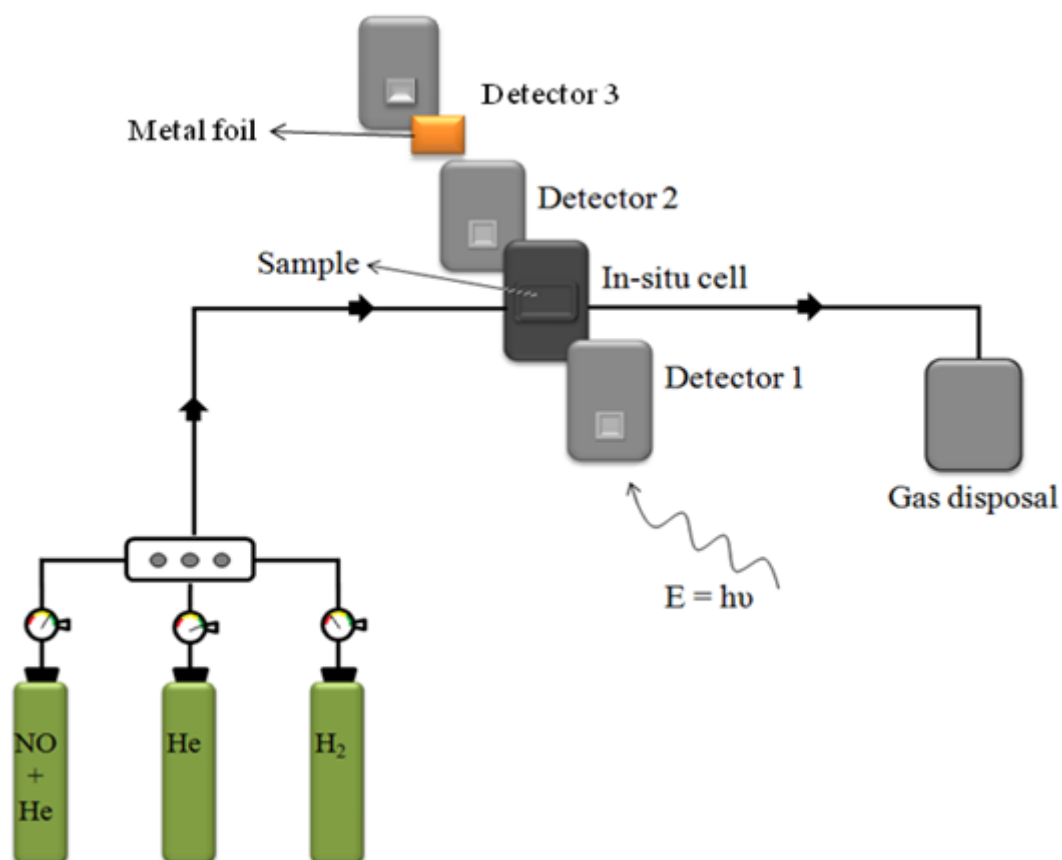 Detector 3
Metal foil
Detector 2
Sample
In-situ cell
Detector 1
Gas disposal
E = hυ
NO
+
He
He
H₂